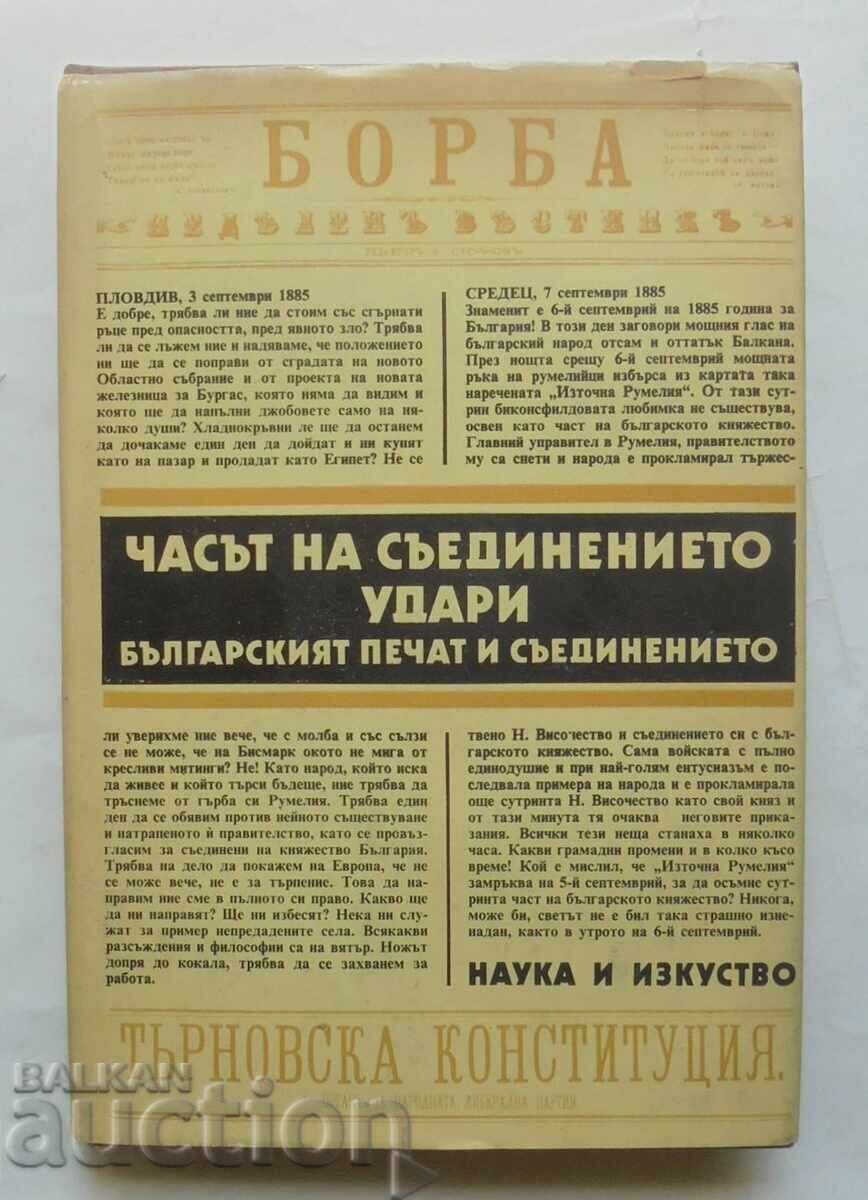 БОРБА
НЕДѢЛЕНЪ ВѢСТНИКЪ
ПЛОВДИВ, 3 септември 1885
Е добре, трябва ли ние да стоим със сгърнати
ръце пред опасността, пред явното зло? Трябва
ли да се лъжем ние и надяваме, че положението
ни ще да се поправи от сградата на новото
Областно събрание и от проекта на новата
железница за Бургас, която няма да видим и
която ще да напълни джобовете само на ня-
колко души? Хладнокръвни ле ще да останем
да дочакаме един ден да дойдат и ни купят
като на пазар и продадат като Египет? Не се
СРЕДЕЦ, 7 септември 1885
Знаменит е 6-й септемврий на 1885 година за
България! В този ден заговори мощния глас на
български народ отсам и оттатък Балкана.
През нощта срещу 6-й септемврий мощната
ръка на румелийци избърса из картата така
наречената „Източна Румелия". От тази сут-
рин биконсфилдовата любимка не съществува,
освен като част на българското княжество.
Главний управител в Румелия, правителството
му са снети и народа е прокламирал тържес-
ЧАСЪТ НА СЪЕДИНЕНИЕТО
УДАРИ
БЪЛГАРСКИЯТ ПЕЧАТ И СЪЕДИНЕНИЕТО
ли уверихме ние вече, че с молба и със сълзи
се не може, че на Бисмарк окото не мига от
кресливи митинги? Не! Като народ, който иска
да живее и който търси бъдеще, ние трябва да
тръснеме от гърба си Румелия. Трябва един
ден да се обявим против нейното съществуване
и натрапеното ѝ правителство, като се провъз-
гласим за съединени на княжество България.
Трябва на дело да покажем на Европа, че не
се може вече, не е за търпение. Това да на-
правим ние сме в пълното си право. Какво ще
да ни направят? Ще ни избесят? Нека ни слу-
жат за пример непредадените села. Всякакви
разсъждения и философии са на вятър. Ножът
допря до кокала, трябва да се захванем за
работа.
твено Н. Височество и съединението си с бъл-
гарското княжество. Сама войската с пълно
единодушие и при най-голям ентусиазъм е по-
следвала примера на народа и е прокламирала
още сутринта Н. Височество като свой княз и
от тази минута тя очаква неговите прика-
зания. Всички тези неща станаха в няколко
часа. Какви грамадни промени и в колко късо
време! Кой е мислил, че „Източна Румелия"
замръква на 5-й септемврий, за да осъмне сут-
ринта част на българското княжество? Никога,
може би, светът не е бил така страшно изне-
надан, както в утрото на 6-й септемврий.
НАУКА И ИЗКУСТВО
ТЪРНОВСКА КОНСТИТУЦИЯ.
НАРОДНАТА ЛИБЕРАЛНА ПАРТИЯ
BALKAN
auction